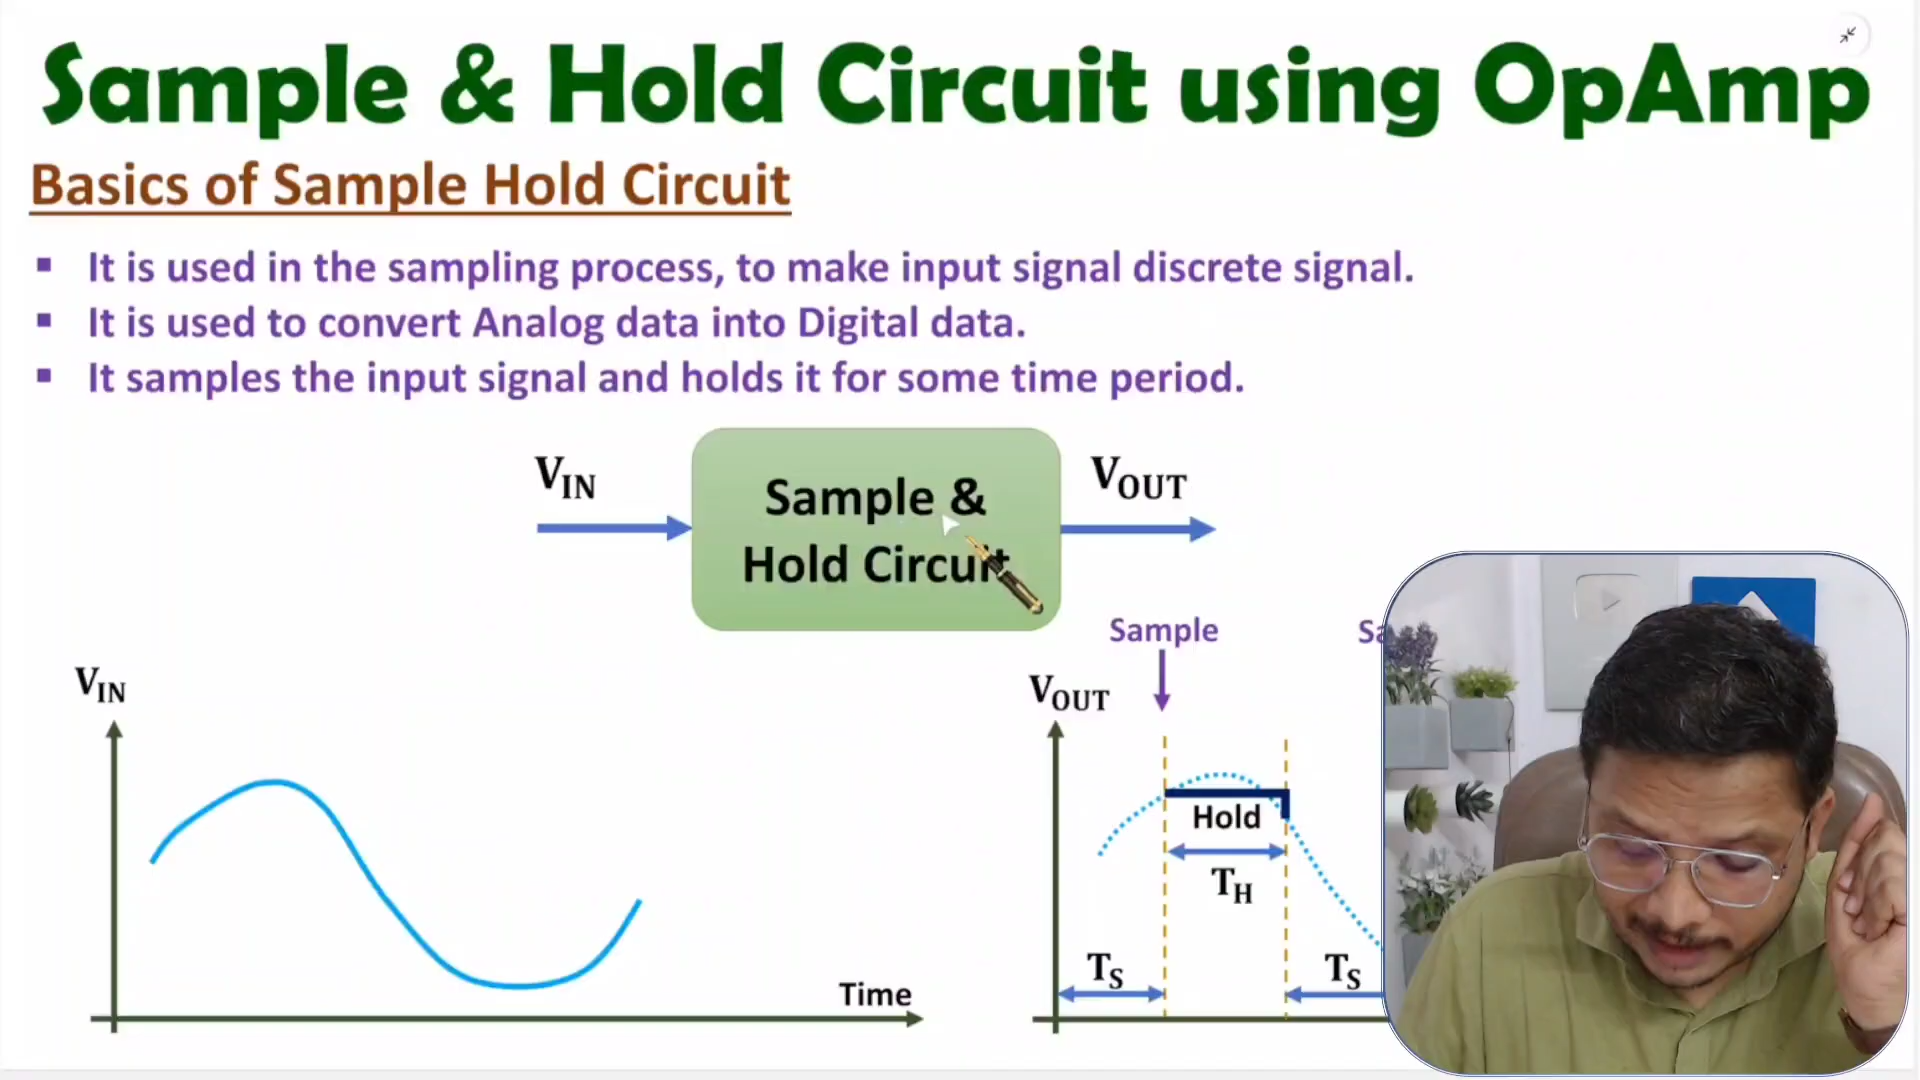 Sample & Hold Circuit using OpAmp
Basics of Sample Hold Circuit
▪ It is used in the sampling process, to make input signal discrete signal.
▪ It is used to convert Analog data into Digital data.
▪ It samples the input signal and holds it for some time period.
VIN
Sample &
Hold Circuit
VOUT
VIN
Time
Sample
VOUT
Hold
TH
TS
TS